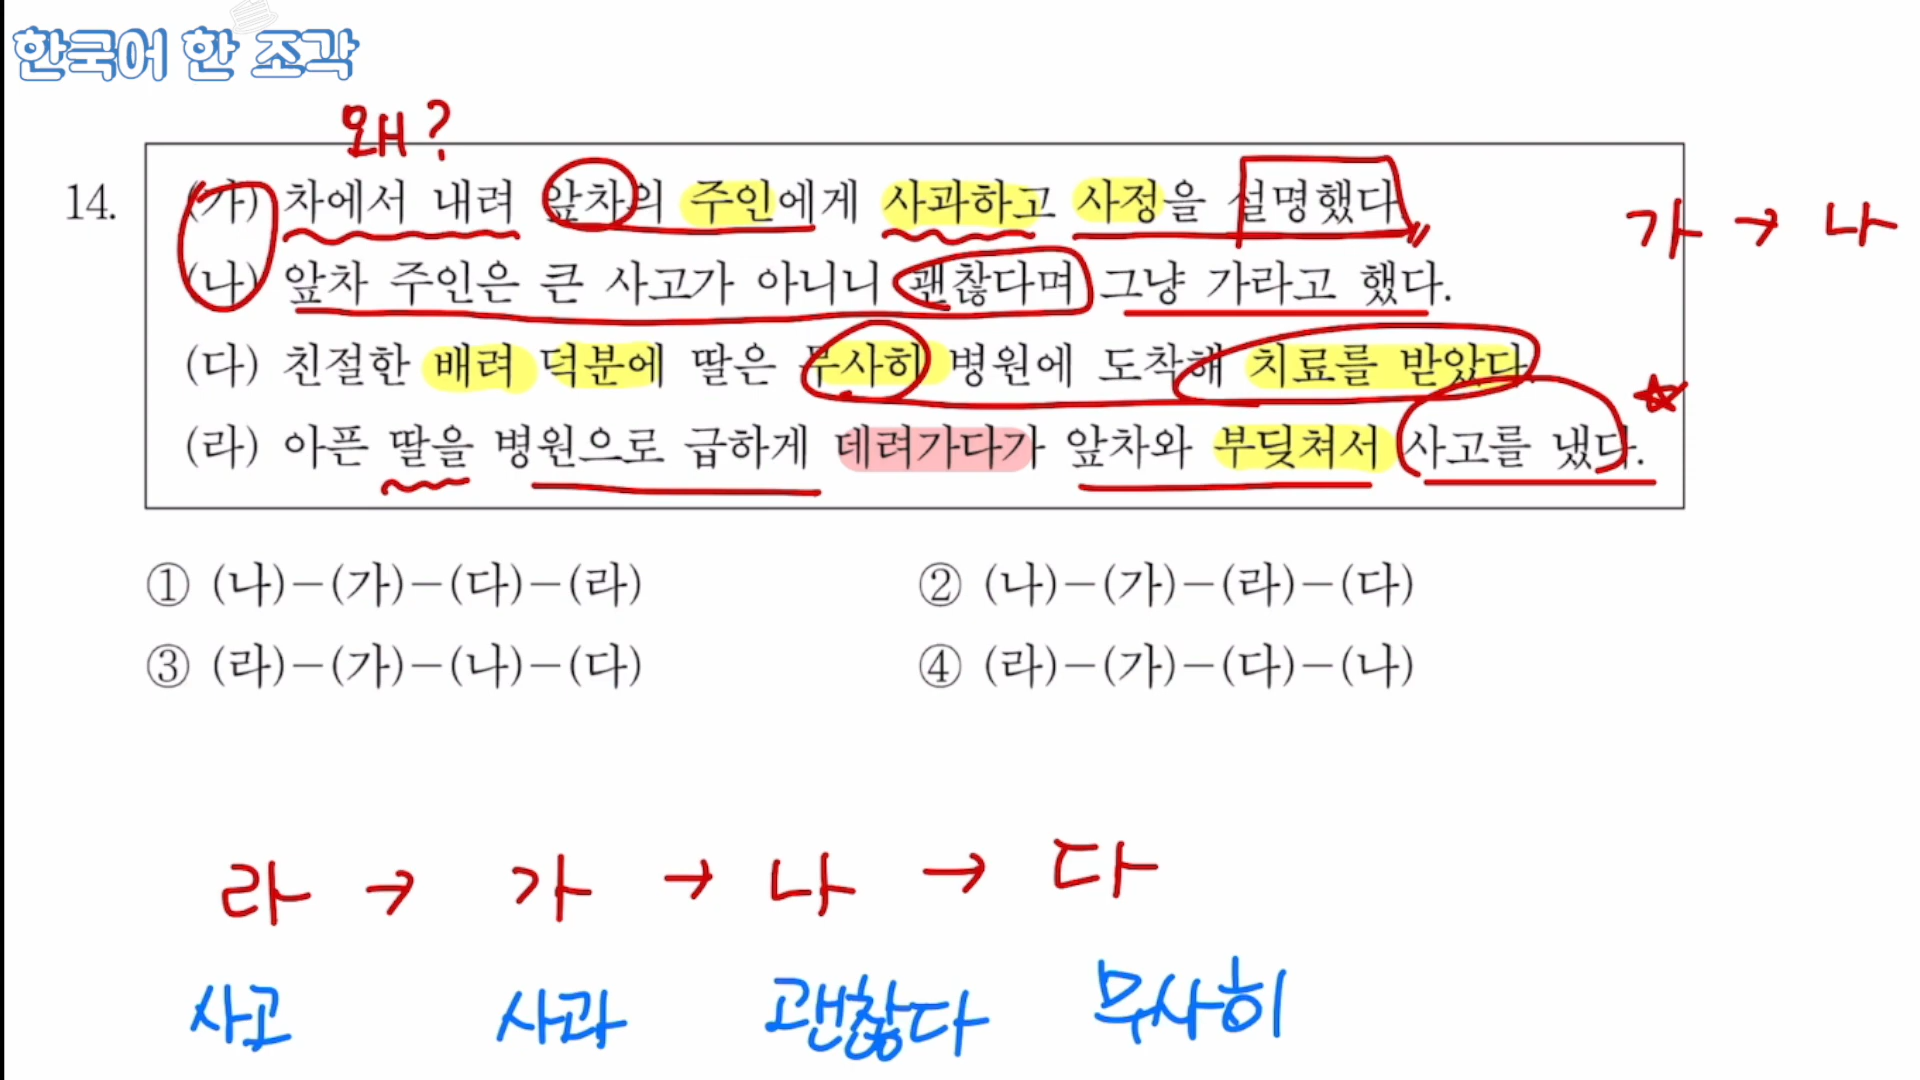 한국어 한 조각
왜?
14. (가) 차에서 내려 앞차의 주인에게 사과하고 사정을 설명했다.
가 → 나
(나) 앞차 주인은 큰 사고가 아니니 괜찮다며 그냥 가라고 했다.
(다) 친절한 배려 덕분에 딸은 무사히 병원에 도착해 치료를 받았다.
(라) 아픈 딸을 병원으로 급하게 데려가다가 앞차와 부딪쳐서 사고를 냈다.
① (나)-(가)-(다)-(라) ② (나)-(가)-(라)-(다)
③ (라)-(가)-(나)-(다) ④ (라)-(가)-(다)-(나)
라 → 가 → 나 → 다
사고 사과 괜찮다 무사히